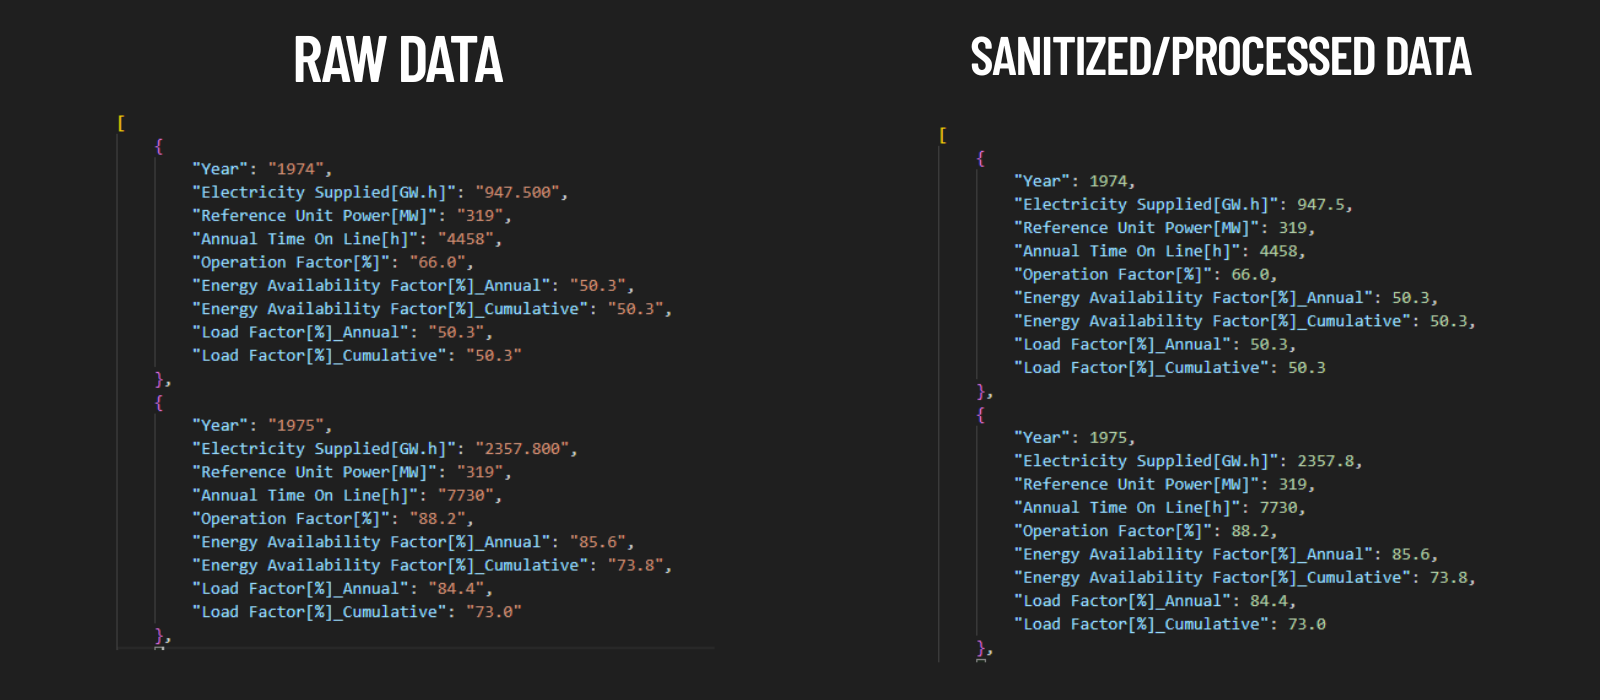 RAW DATA
[
{
"Year": "1974",
"Electricity Supplied[GW.h]": "947.500",
"Reference Unit Power[MW]": "319",
"Annual Time On Line[h]": "4458",
"Operation Factor[%]": "66.0",
"Energy Availability Factor[%]_Annual": "50.3",
"Energy Availability Factor[%]_Cumulative": "50.3",
"Load Factor[%]_Annual": "50.3",
"Load Factor[%]_Cumulative": "50.3"
},
{
"Year": "1975",
"Electricity Supplied[GW.h]": "2357.800",
"Reference Unit Power[MW]": "319",
"Annual Time On Line[h]": "7730",
"Operation Factor[%]": "88.2",
"Energy Availability Factor[%]_Annual": "85.6",
"Energy Availability Factor[%]_Cumulative": "73.8",
"Load Factor[%]_Annual": "84.4",
"Load Factor[%]_Cumulative": "73.0"
},
SANITIZED/PROCESSED DATA
[
{
"Year": 1974,
"Electricity Supplied[GW.h]": 947.5,
"Reference Unit Power[MW]": 319,
"Annual Time On Line[h]": 4458,
"Operation Factor[%]": 66.0,
"Energy Availability Factor[%]_Annual": 50.3,
"Energy Availability Factor[%]_Cumulative": 50.3,
"Load Factor[%]_Annual": 50.3,
"Load Factor[%]_Cumulative": 50.3
},
{
"Year": 1975,
"Electricity Supplied[GW.h]": 2357.8,
"Reference Unit Power[MW]": 319,
"Annual Time On Line[h]": 7730,
"Operation Factor[%]": 88.2,
"Energy Availability Factor[%]_Annual": 85.6,
"Energy Availability Factor[%]_Cumulative": 73.8,
"Load Factor[%]_Annual": 84.4,
"Load Factor[%]_Cumulative": 73.0
},